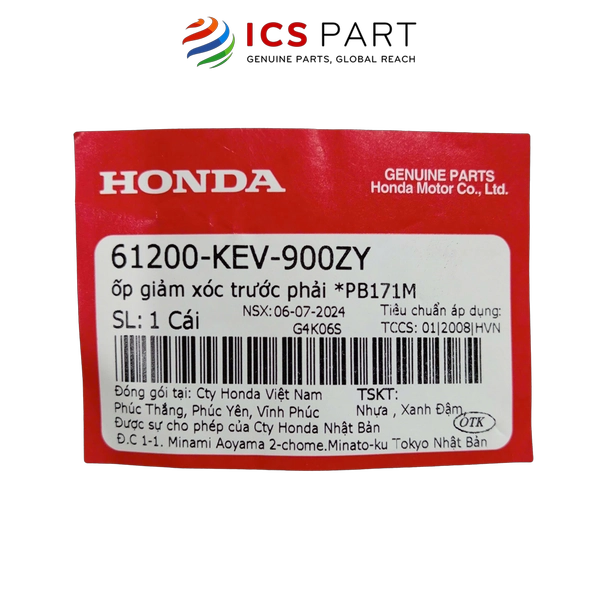 ICS PART
GENUINE PARTS, GLOBAL REACH
HONDA
GENUINE PARTS
Honda Motor Co., Ltd.
61200-KEV-900ZY
ốp giảm xóc trước phải *PB171M
SL: 1 Cái
NSX: 06-07-2024
G4K06S
Tiêu chuẩn áp dụng:
TCCS: 01|2008|HVN
Đóng gói tại: Cty Honda Việt Nam
Phúc Thắng, Phúc Yên, Vĩnh Phúc
TSKT:
Nhựa , Xanh Đậm,
Được sự cho phép của Cty Honda Nhật Bản
OTK
Đ.C 1-1. Minami Aoyama 2-chome.Minato-ku Tokyo Nhật Bản